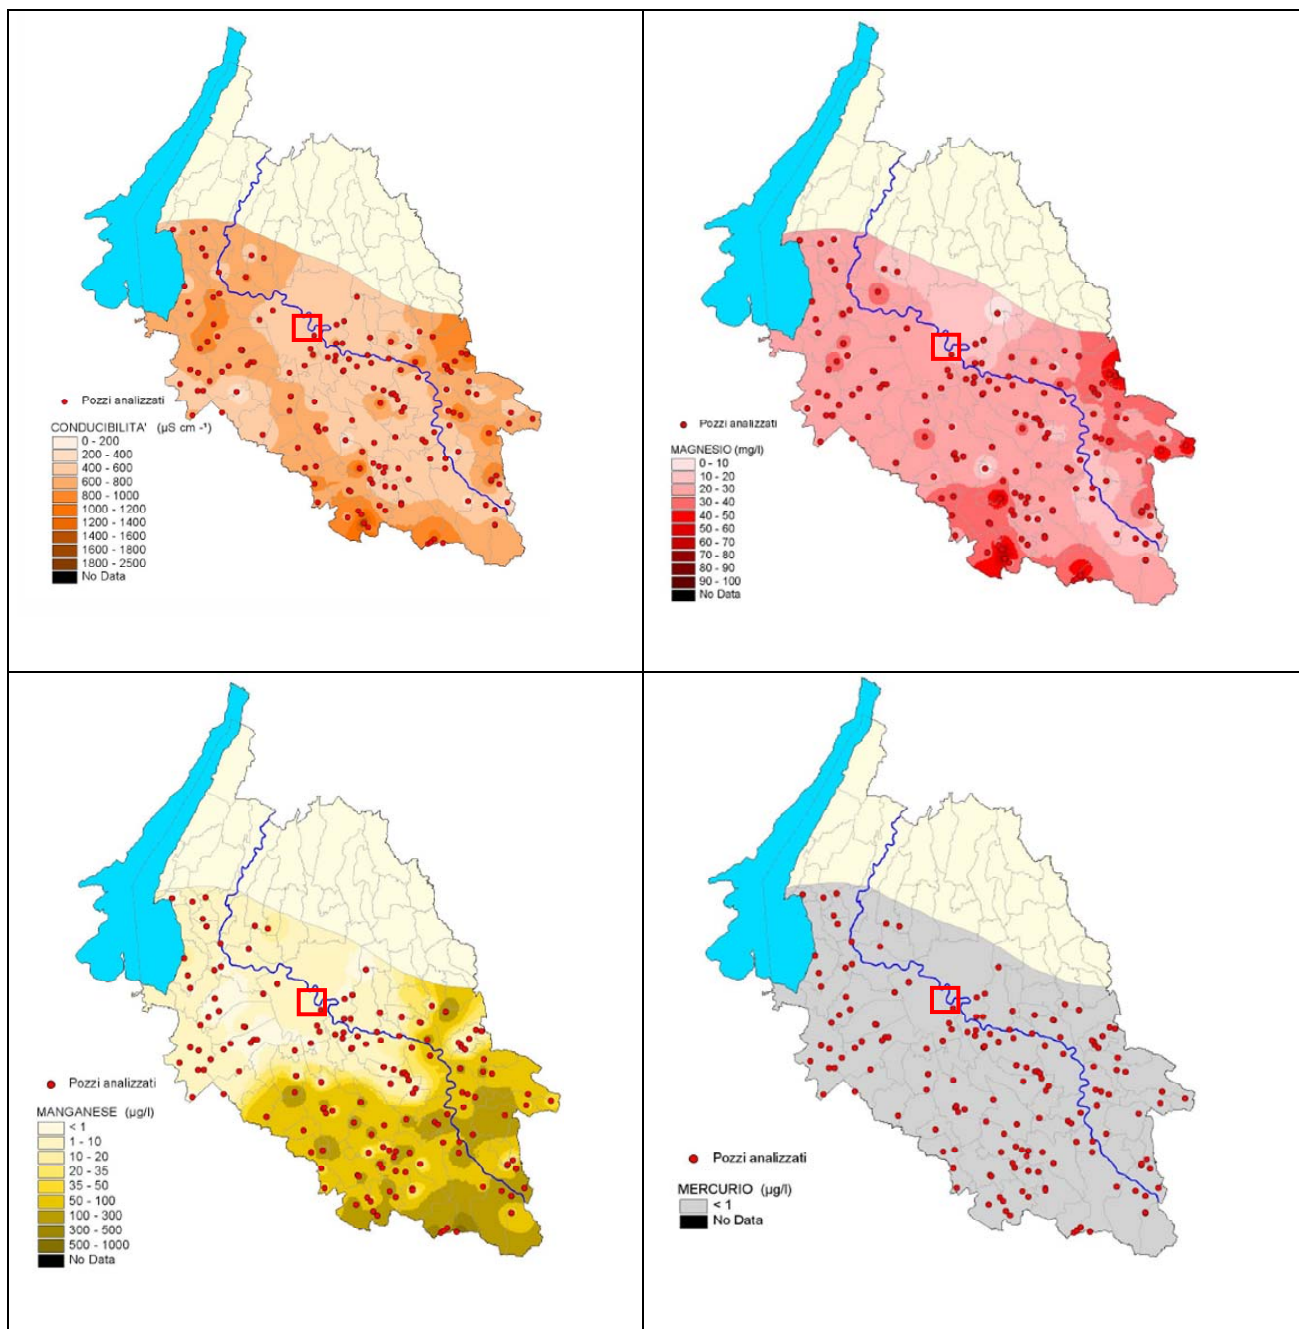 Pozzi analizzati
CONDUCIBILITA' (µS cm -¹)
0 - 200
200 - 400
400 - 600
600 - 800
800 - 1000
1000 - 1200
1200 - 1400
1400 - 1600
1600 - 1800
1800 - 2500
No Data
Pozzi analizzati
MAGNESIO (mg/l)
0 - 10
10 - 20
20 - 30
30 - 40
40 - 50
50 - 60
60 - 70
70 - 80
80 - 90
90 - 100
No Data
Pozzi analizzati
MANGANESE (µg/l)
< 1
1 - 10
10 - 20
20 - 35
35 - 50
50 - 100
100 - 300
300 - 500
500 - 1000
No Data
Pozzi analizzati
MERCURIO (µg/l)
< 1
No Data